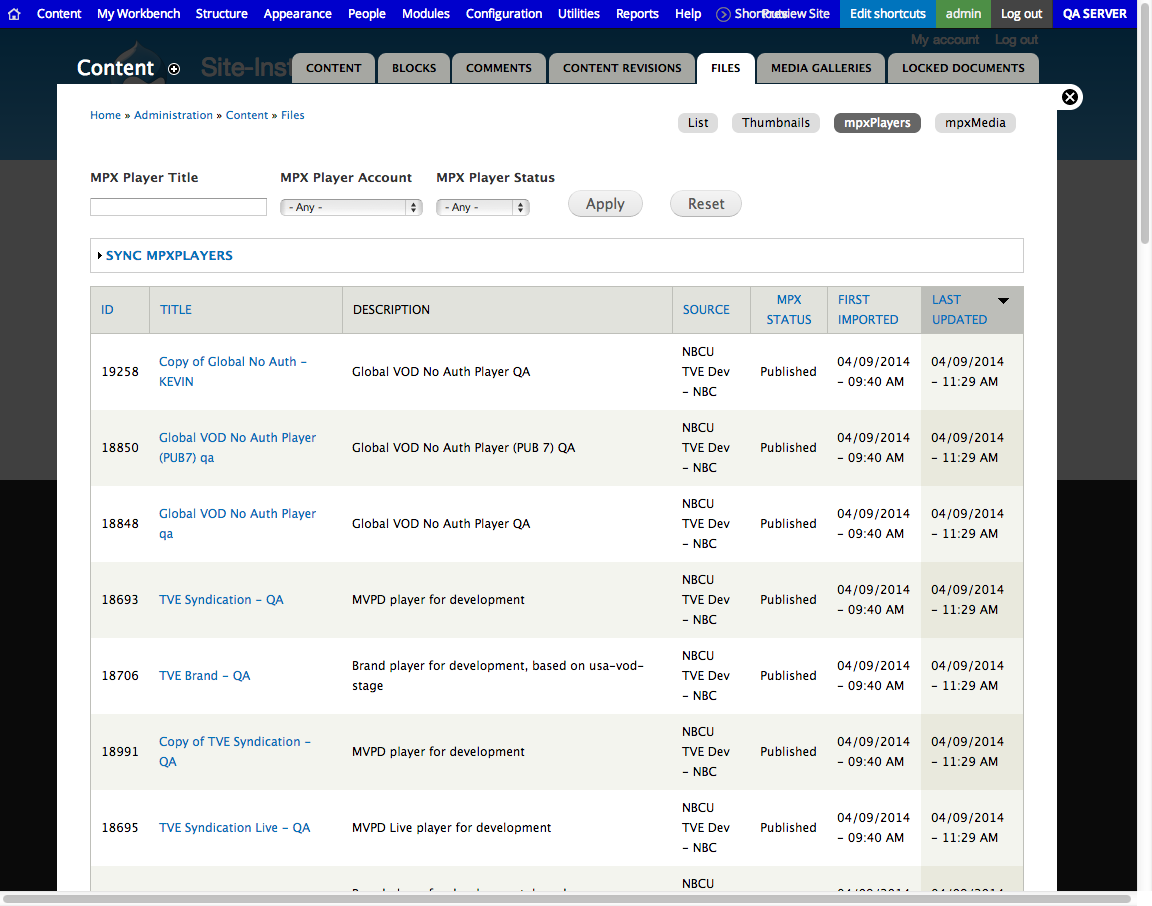 Content My Workbench Structure Appearance People Modules Configuration Utilities Reports Help Shortcuts Preview Site Edit shortcuts admin Log out QA SERVER
My account Log out
Content Site-Inst CONTENT BLOCKS COMMENTS CONTENT REVISIONS FILES MEDIA GALLERIES LOCKED DOCUMENTS
Home » Administration » Content » Files
List Thumbnails mpxPlayers mpxMedia
MPX Player Title MPX Player Account MPX Player Status
- Any - - Any - Apply Reset
SYNC MPXPLAYERS
ID TITLE DESCRIPTION SOURCE MPX STATUS FIRST IMPORTED LAST UPDATED
19258 Copy of Global No Auth - KEVIN Global VOD No Auth Player QA NBCU TVE Dev - NBC Published 04/09/2014 - 09:40 AM 04/09/2014 - 11:29 AM
18850 Global VOD No Auth Player (PUB7) qa Global VOD No Auth Player (PUB 7) QA NBCU TVE Dev - NBC Published 04/09/2014 - 09:40 AM 04/09/2014 - 11:29 AM
18848 Global VOD No Auth Player qa Global VOD No Auth Player QA NBCU TVE Dev - NBC Published 04/09/2014 - 09:40 AM 04/09/2014 - 11:29 AM
18693 TVE Syndication - QA MVPD player for development NBCU TVE Dev - NBC Published 04/09/2014 - 09:40 AM 04/09/2014 - 11:29 AM
18706 TVE Brand - QA Brand player for development, based on usa-vod-stage NBCU TVE Dev - NBC Published 04/09/2014 - 09:40 AM 04/09/2014 - 11:29 AM
18991 Copy of TVE Syndication - QA MVPD player for development NBCU TVE Dev - NBC Published 04/09/2014 - 09:40 AM 04/09/2014 - 11:29 AM
18695 TVE Syndication Live - QA MVPD Live player for development NBCU TVE Dev - NBC Published 04/09/2014 - 09:40 AM 04/09/2014 - 11:29 AM
NBCU